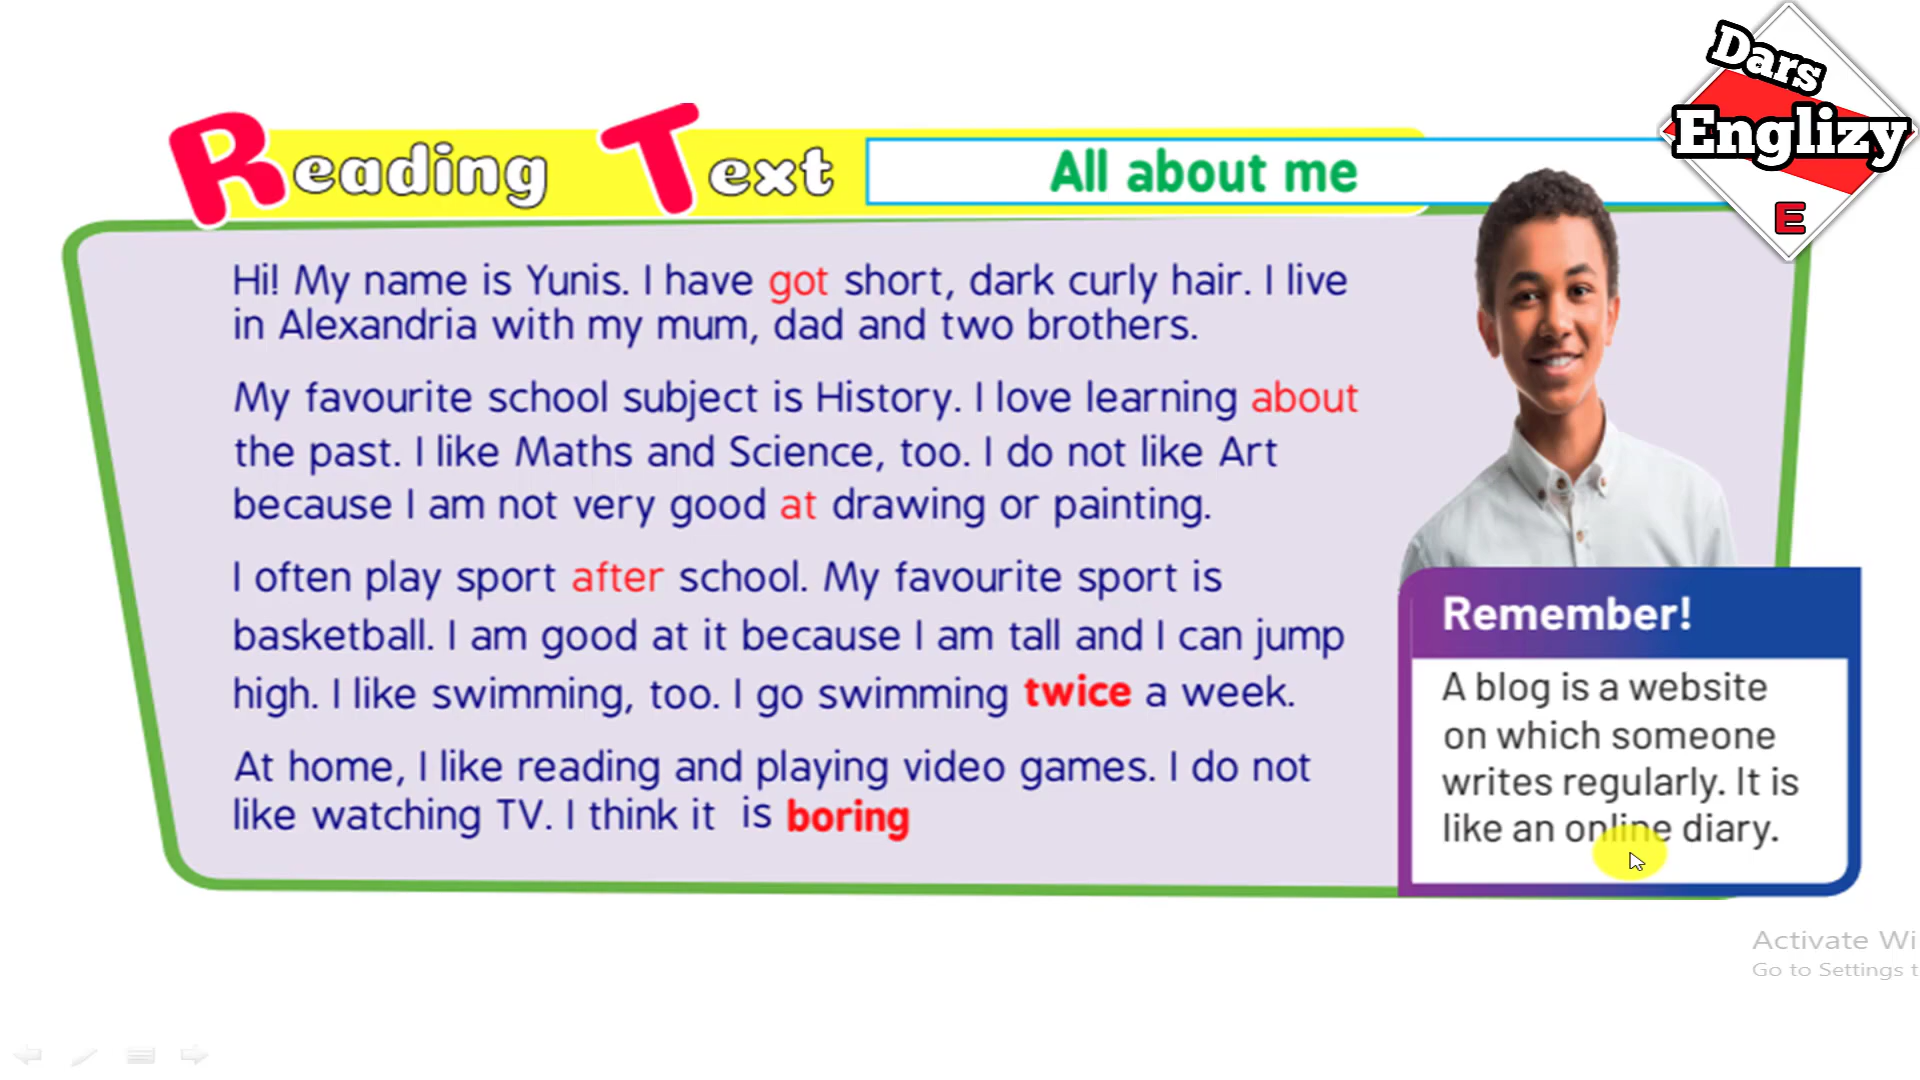 Dars
Englizy
E
Reading Text
All about me
Hi! My name is Yunis. I have got short, dark curly hair. I live
in Alexandria with my mum, dad and two brothers.
My favourite school subject is History. I love learning about
the past. I like Maths and Science, too. I do not like Art
because I am not very good at drawing or painting.
I often play sport after school. My favourite sport is
basketball. I am good at it because I am tall and I can jump
high. I like swimming, too. I go swimming twice a week.
At home, I like reading and playing video games. I do not
like watching TV. I think it is boring
Remember!
A blog is a website
on which someone
writes regularly. It is
like an online diary.
Activate Wi
Go to Settings t